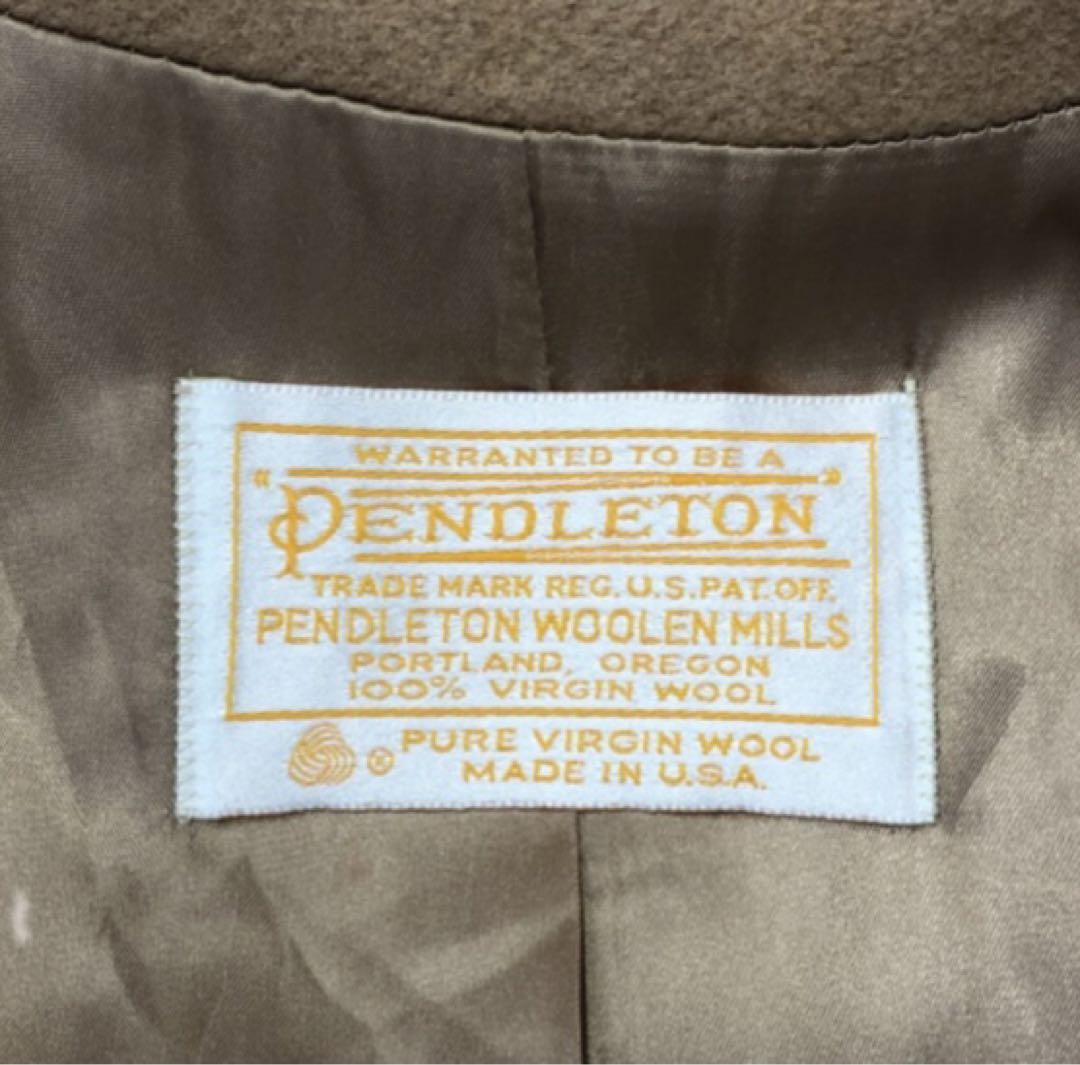 WARRANTED TO BE A
"PENDLETON"
TRADE MARK REG. U.S. PAT. OFF.
PENDLETON WOOLEN MILLS
PORTLAND, OREGON
100% VIRGIN WOOL
® PURE VIRGIN WOOL
MADE IN U.S.A.